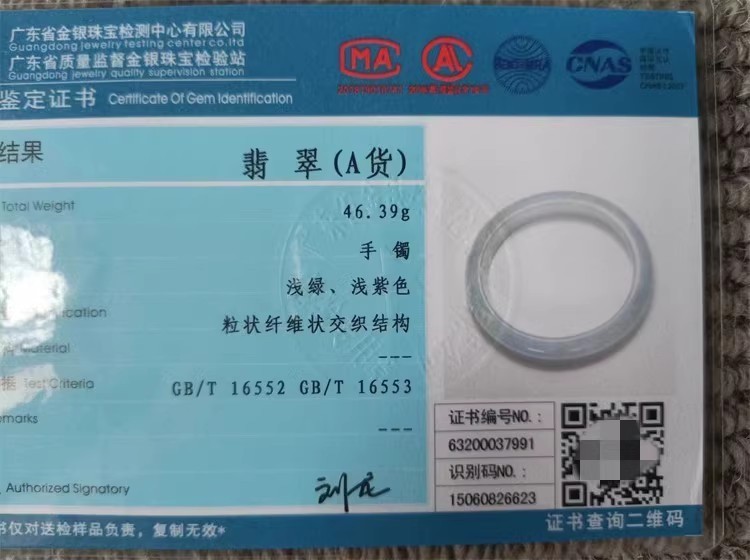 广东省金银珠宝检测中心有限公司
Guangdong jewelry testing center co.ltd
广东省质量监督金银珠宝检验站
Guangdong jewelry quality supervision station
鉴定证书 Certificate Of Gem Identification
MA
CNAS
结果 翡 翠(A货)
Total Weight 46.39g
手 镯
浅绿、浅紫色
粒状纤维状交织结构
Material ---
Test Criteria GB/T 16552 GB/T 16553
---
Authorized Signatory
证书编号NO.:
63200037991
识别码NO.:
15060826623
书仅对送检样品负责,复制无效*
证书查询二维码